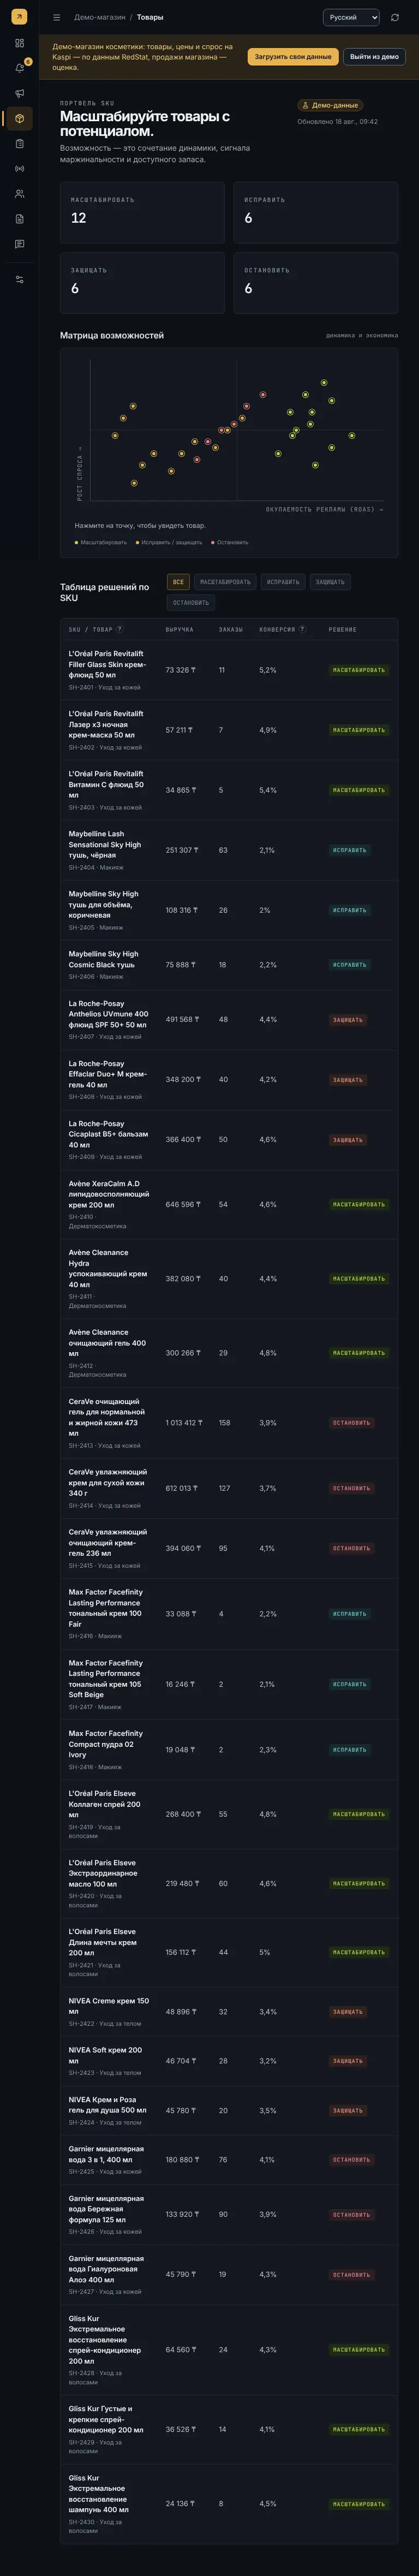 Демо-магазин / Товары
Русский
6
Демо-магазин косметики: товары, цены и спрос на
Kaspi — по данным RedStat, продажи магазина —
оценка.
Загрузить свои данные
Выйти из демо
ПОРТФЕЛЬ SKU
Масштабируйте товары с
потенциалом.
Возможность — это сочетание динамики, сигнала
маржинальности и доступного запаса.
Демо-данные
Обновлено 18 авг., 09:42
МАСШТАБИРОВАТЬ
12
ИСПРАВИТЬ
6
ЗАЩИЩАТЬ
6
ОСТАНОВИТЬ
6
Матрица возможностей
динамика и экономика
РОСТ СПРОСА →
ОКУПАЕМОСТЬ РЕКЛАМЫ (ROAS) →
Нажмите на точку, чтобы увидеть товар.
Масштабировать
Исправить / защищать
Остановить
Таблица решений по
SKU
ВСЕ
МАСШТАБИРОВАТЬ
ИСПРАВИТЬ
ЗАЩИЩАТЬ
ОСТАНОВИТЬ
SKU / ТОВАР ? ВЫРУЧКА ЗАКАЗЫ КОНВЕРСИЯ ? РЕШЕНИЕ
L'Oréal Paris Revitalift
Filler Glass Skin крем-
флюид 50 мл
SH-2401 · Уход за кожей
73 326 ₸ 11 5,2% МАСШТАБИРОВАТЬ
L'Oréal Paris Revitalift
Лазер x3 ночная
крем-маска 50 мл
SH-2402 · Уход за кожей
57 211 ₸ 7 4,9% МАСШТАБИРОВАТЬ
L'Oréal Paris Revitalift
Витамин C флюид 50
мл
SH-2403 · Уход за кожей
34 865 ₸ 5 5,4% МАСШТАБИРОВАТЬ
Maybelline Lash
Sensational Sky High
тушь, чёрная
SH-2404 · Макияж
251 307 ₸ 63 2,1% ИСПРАВИТЬ
Maybelline Sky High
тушь для объёма,
коричневая
SH-2405 · Макияж
108 316 ₸ 26 2% ИСПРАВИТЬ
Maybelline Sky High
Cosmic Black тушь
SH-2406 · Макияж
75 888 ₸ 18 2,2% ИСПРАВИТЬ
La Roche-Posay
Anthelios UVmune 400
флюид SPF 50+ 50 мл
SH-2407 · Уход за кожей
491 568 ₸ 48 4,4% ЗАЩИЩАТЬ
La Roche-Posay
Effaclar Duo+ M крем-
гель 40 мл
SH-2408 · Уход за кожей
348 200 ₸ 40 4,2% ЗАЩИЩАТЬ
La Roche-Posay
Cicaplast B5+ бальзам
40 мл
SH-2409 · Уход за кожей
366 400 ₸ 50 4,6% ЗАЩИЩАТЬ
Avène XeraCalm A.D
липидовосполняющий
крем 200 мл
SH-2410 ·
Дерматокосметика
646 596 ₸ 54 4,6% МАСШТАБИРОВАТЬ
Avène Cleanance
Hydra
успокаивающий крем
40 мл
SH-2411 ·
Дерматокосметика
382 080 ₸ 40 4,4% МАСШТАБИРОВАТЬ
Avène Cleanance
очищающий гель 400
мл
SH-2412 ·
Дерматокосметика
300 266 ₸ 29 4,8% МАСШТАБИРОВАТЬ
CeraVe очищающий
гель для нормальной
и жирной кожи 473
мл
SH-2413 · Уход за кожей
1 013 412 ₸ 158 3,9% ОСТАНОВИТЬ
CeraVe увлажняющий
крем для сухой кожи
340 г
SH-2414 · Уход за кожей
612 013 ₸ 127 3,7% ОСТАНОВИТЬ
CeraVe увлажняющий
очищающий крем-
гель 236 мл
SH-2415 · Уход за кожей
394 060 ₸ 95 4,1% ОСТАНОВИТЬ
Max Factor Facefinity
Lasting Performance
тональный крем 100
Fair
SH-2416 · Макияж
33 088 ₸ 4 2,2% ИСПРАВИТЬ
Max Factor Facefinity
Lasting Performance
тональный крем 105
Soft Beige
SH-2417 · Макияж
16 246 ₸ 2 2,1% ИСПРАВИТЬ
Max Factor Facefinity
Compact пудра 02
Ivory
SH-2418 · Макияж
19 048 ₸ 2 2,3% ИСПРАВИТЬ
L'Oréal Paris Elseve
Коллаген спрей 200
мл
SH-2419 · Уход за
волосами
268 400 ₸ 55 4,8% МАСШТАБИРОВАТЬ
L'Oréal Paris Elseve
Экстраординарное
масло 100 мл
SH-2420 · Уход за
волосами
219 480 ₸ 60 4,6% МАСШТАБИРОВАТЬ
L'Oréal Paris Elseve
Длина мечты крем
200 мл
SH-2421 · Уход за
волосами
156 112 ₸ 44 5% МАСШТАБИРОВАТЬ
NIVEA Creme крем 150
мл
SH-2422 · Уход за телом
48 896 ₸ 32 3,4% ЗАЩИЩАТЬ
NIVEA Soft крем 200
мл
SH-2423 · Уход за телом
46 704 ₸ 28 3,2% ЗАЩИЩАТЬ
NIVEA Крем и Роза
гель для душа 500 мл
SH-2424 · Уход за телом
45 780 ₸ 20 3,5% ЗАЩИЩАТЬ
Garnier мицеллярная
вода 3 в 1, 400 мл
SH-2425 · Уход за кожей
180 880 ₸ 76 4,1% ОСТАНОВИТЬ
Garnier мицеллярная
вода Бережная
формула 125 мл
SH-2426 · Уход за кожей
133 920 ₸ 90 3,9% ОСТАНОВИТЬ
Garnier мицеллярная
вода Гиалуроновая
Алоэ 400 мл
SH-2427 · Уход за кожей
45 790 ₸ 19 4,3% ОСТАНОВИТЬ
Gliss Kur
Экстремальное
восстановление
спрей-кондиционер
200 мл
SH-2428 · Уход за
волосами
64 560 ₸ 24 4,3% МАСШТАБИРОВАТЬ
Gliss Kur Густые и
крепкие спрей-
кондиционер 200 мл
SH-2429 · Уход за
волосами
36 526 ₸ 14 4,1% МАСШТАБИРОВАТЬ
Gliss Kur
Экстремальное
восстановление
шампунь 400 мл
SH-2430 · Уход за
волосами
24 136 ₸ 8 4,5% МАСШТАБИРОВАТЬ